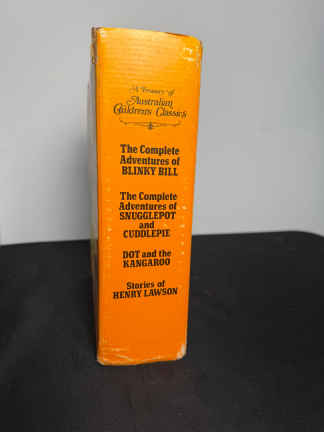 A Treasury of
Australian
Children's Classics
The Complete
Adventures of
BLINKY BILL
The Complete
Adventures of
SNUGGLEPOT
and
CUDDLEPIE
DOT and the
KANGAROO
Stories of
HENRY LAWSON